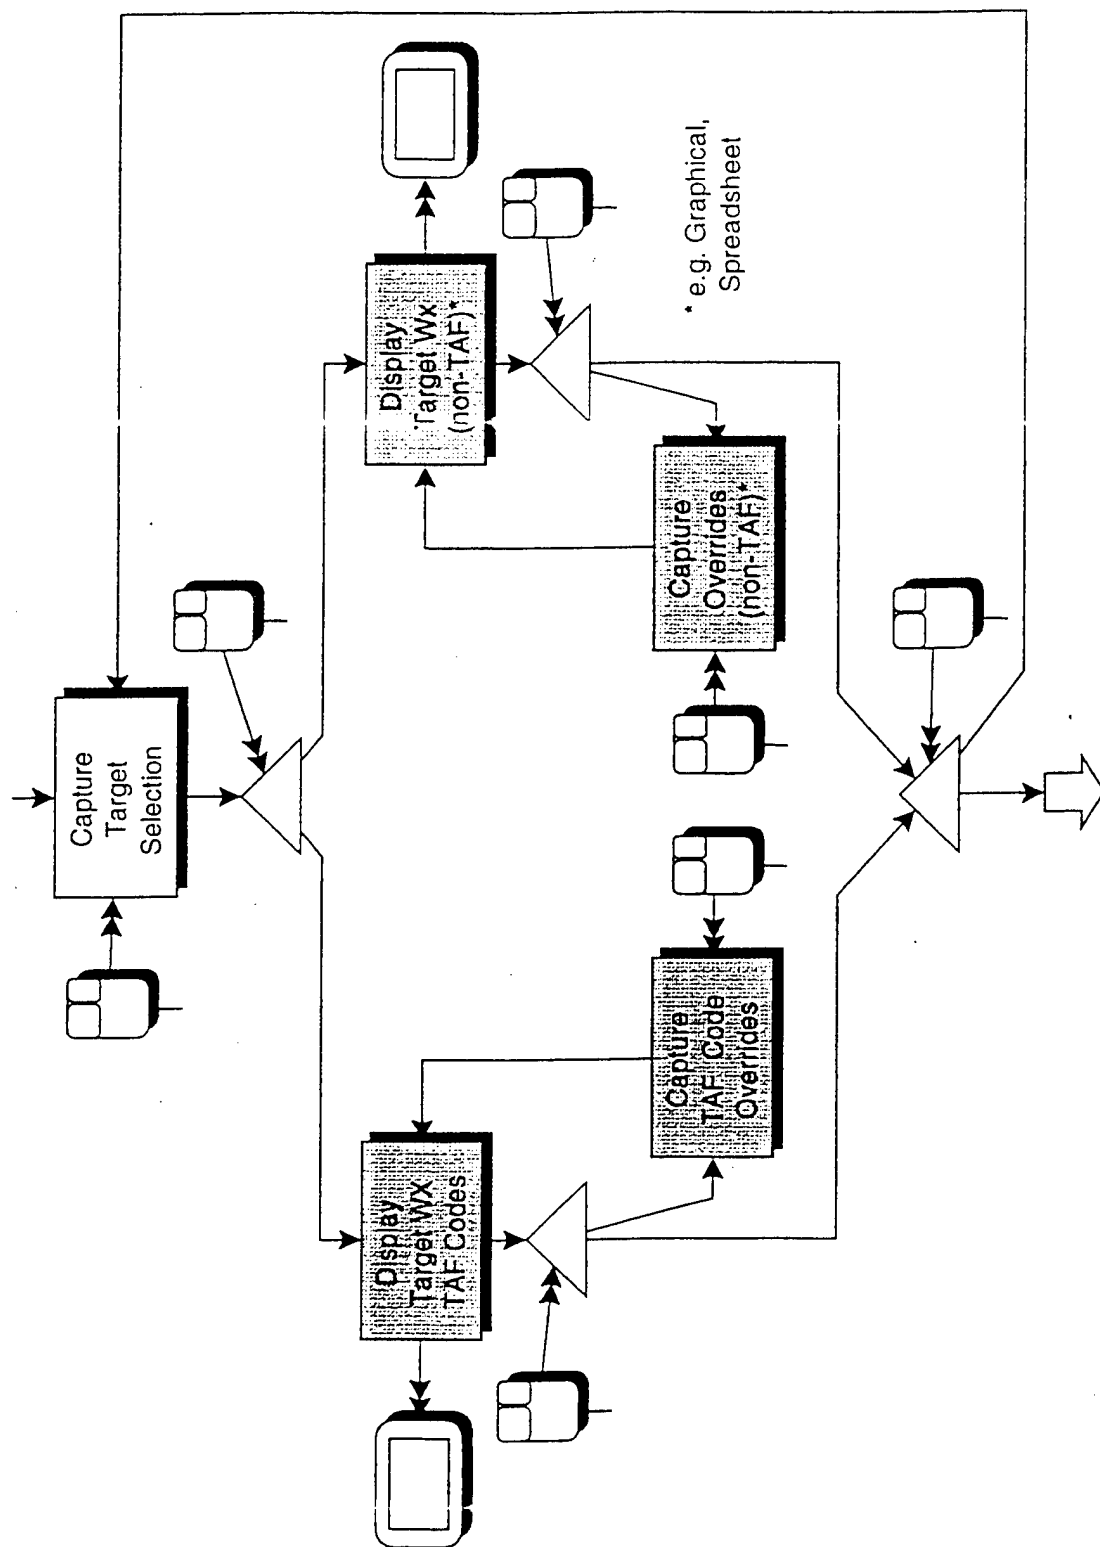 Capture
Target
Selection
Display
Target WX
TAF Codes
Display
Target Wx
(non-TAF)*
Capture
TAF Code
Overrides
Capture
Overrides
(non-TAF)*
* e.g. Graphical,
Spreadsheet